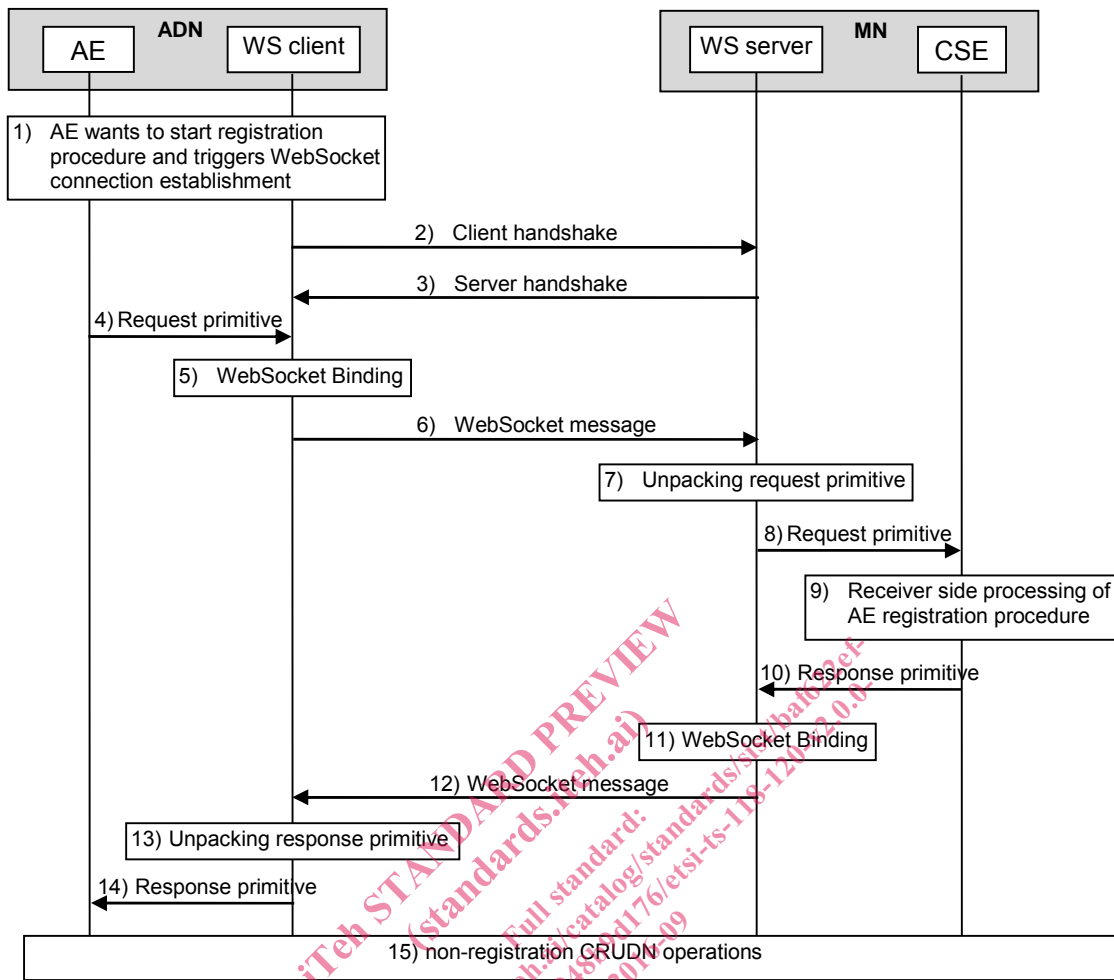 ADN
MN
AE
WS client
WS server
CSE
1) AE wants to start registration
procedure and triggers WebSocket
connection establishment
2) Client handshake
3) Server handshake
4) Request primitive
5) WebSocket Binding
6) WebSocket message
7) Unpacking request primitive
8) Request primitive
9) Receiver side processing of
AE registration procedure
10) Response primitive
11) WebSocket Binding
12) WebSocket message
13) Unpacking response primitive
14) Response primitive
15) non-registration CRUDN operations
iTeh STANDARD PREVIEW
(standards.iteh.ai)
Full standard: